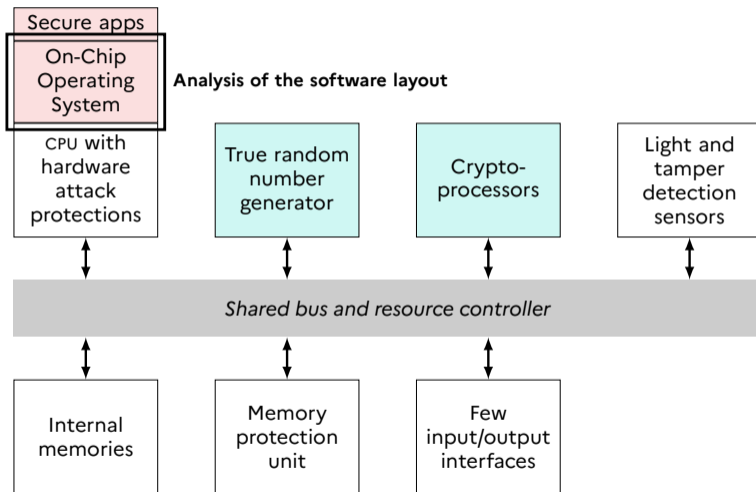 Secure apps
On-Chip
Operating
System
Analysis of the software layout
CPU with
hardware
attack
protections
True random
number
generator
Crypto-
processors
Light and
tamper
detection
sensors
Shared bus and resource controller
Internal
memories
Memory
protection
unit
Few
input/output
interfaces